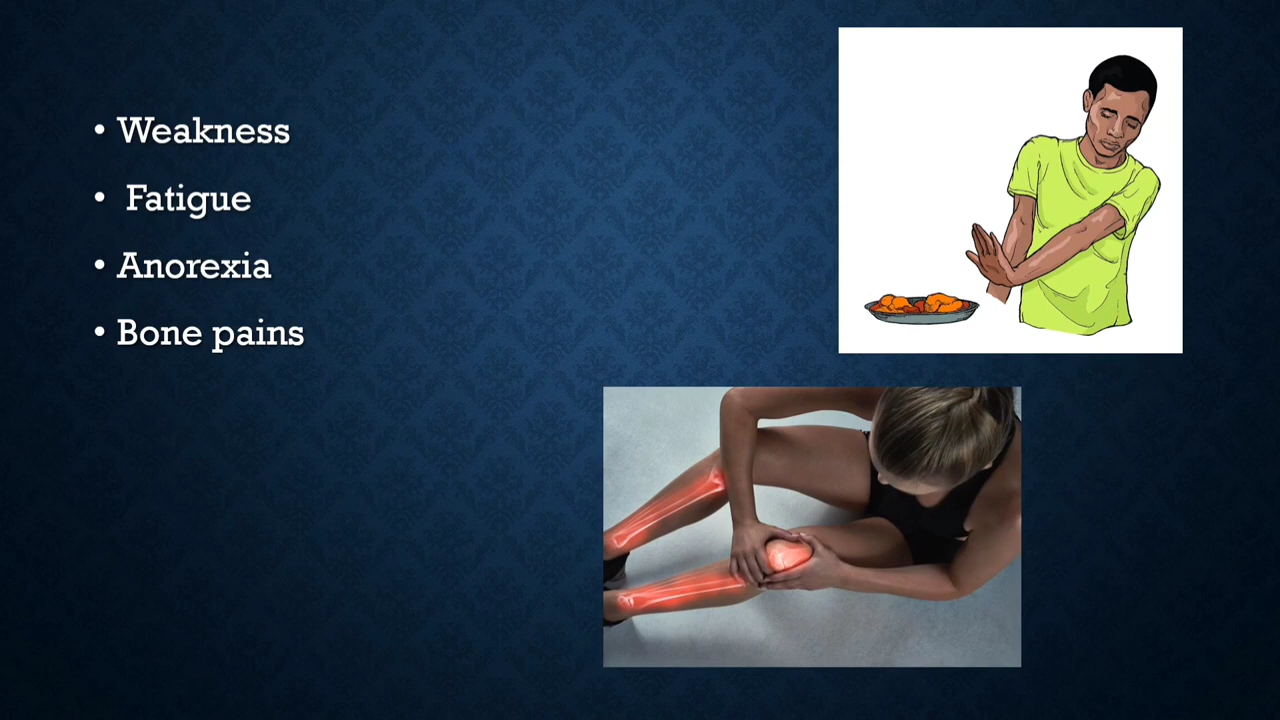 • Weakness
• Fatigue
• Anorexia
• Bone pains